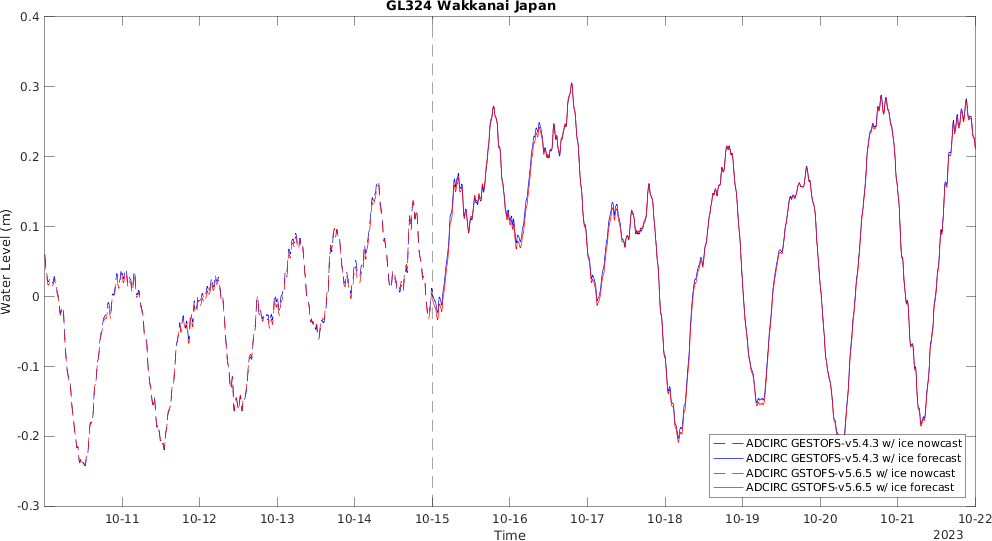 GL324 Wakkanai Japan
0.4
0.3
0.2
0.1
0
-0.1
-0.2
-0.3
Water Level (m)
10-11 10-12 10-13 10-14 10-15 10-16 10-17 10-18 10-19 10-20 10-21 10-22
Time
2023
ADCIRC GESTOFS-v5.4.3 w/ ice nowcast
ADCIRC GESTOFS-v5.4.3 w/ ice forecast
ADCIRC GSTOFS-v5.6.5 w/ ice nowcast
ADCIRC GSTOFS-v5.6.5 w/ ice forecast